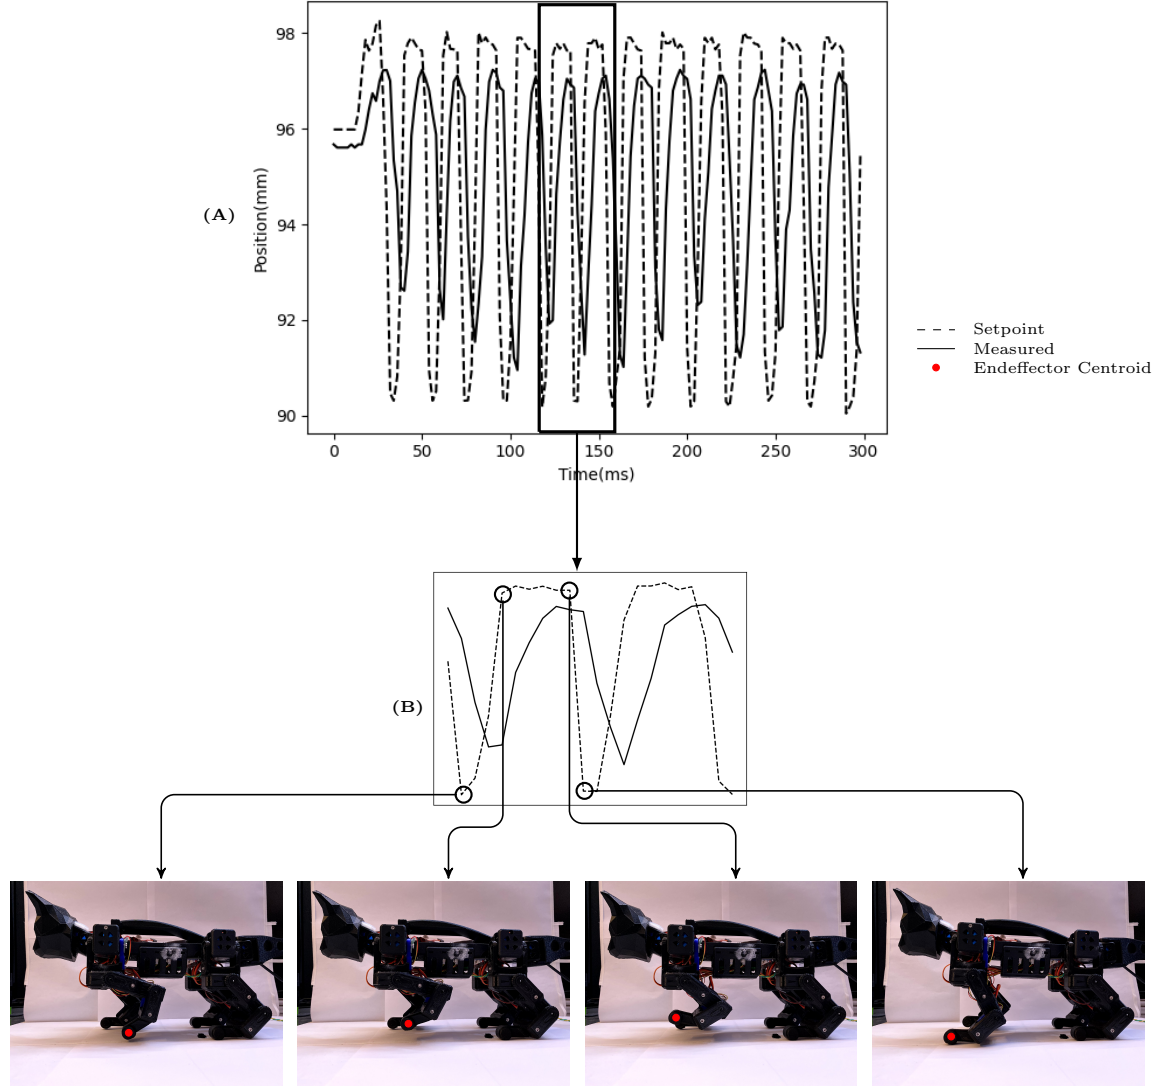 98
96
94
92
90
Position(mm)
(A)
0 50 100 150 200 250 300
Time(ms)
Setpoint
Measured
Endeffector Centroid
(B)